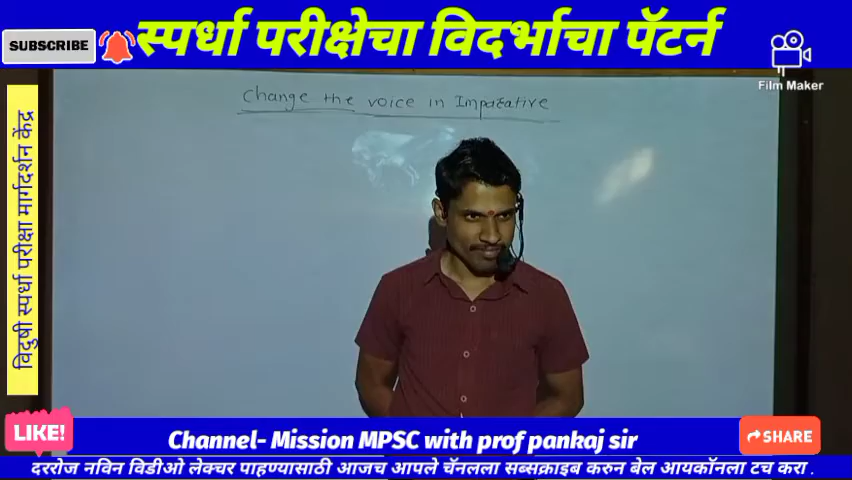 SUBSCRIBE
स्पर्धा परीक्षेचा विदर्भाचा पॅटर्न
Film Maker
Change the voice in Imparative
विदुषी स्पर्धा परीक्षा मार्गदर्शन केंद्र
LIKE!
Channel- Mission MPSC with prof pankaj sir
SHARE
दररोज नविन विडीओ लेक्चर पाहण्यासाठी आजच आपले चॅनलला सब्सक्राइब करुन बेल आयकॉनला टच करा .